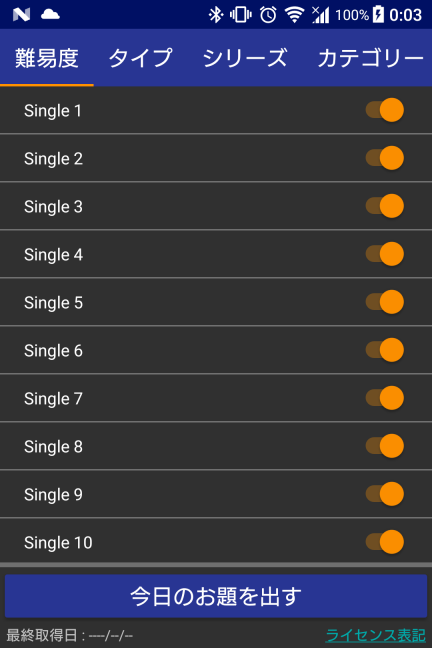 100% 0:03
難易度 タイプ シリーズ カテゴリー
Single 1
Single 2
Single 3
Single 4
Single 5
Single 6
Single 7
Single 8
Single 9
Single 10
今日のお題を出す
最終取得日 : ----/--/-- ライセンス表記